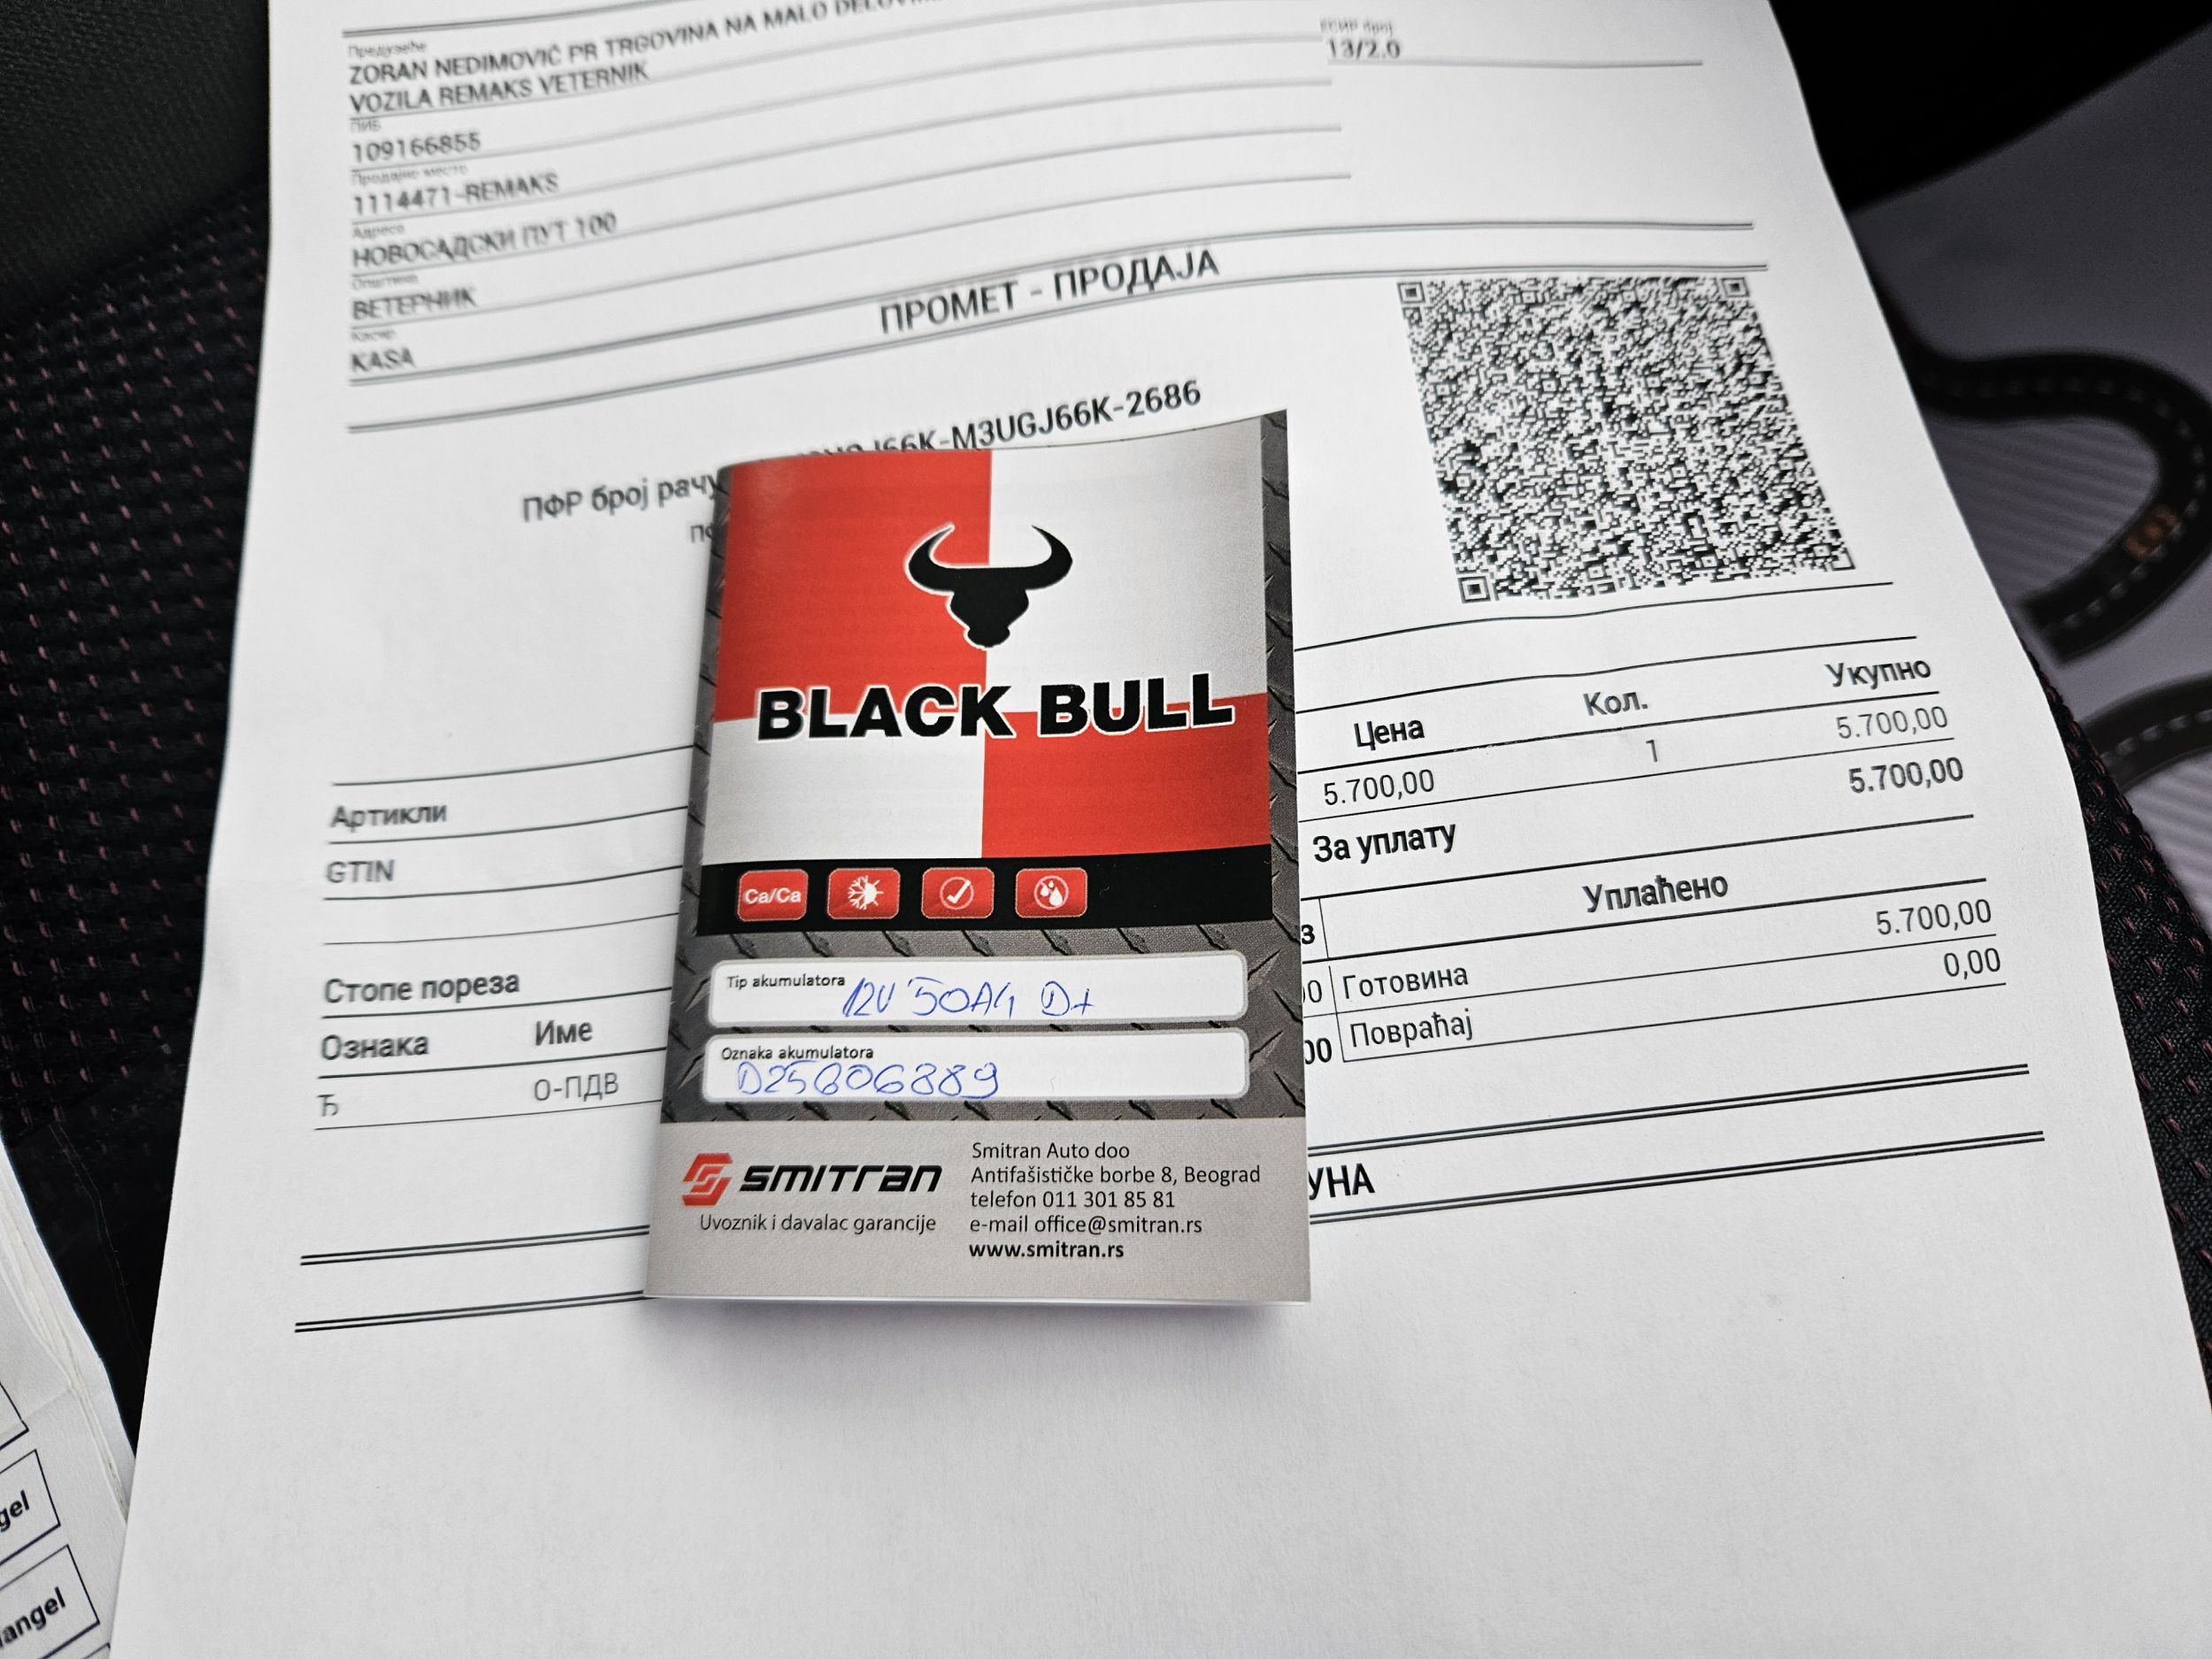 Предузеће
ZORAN NEDIMOVIĆ PR TRGOVINA NA MALO
VOZILA REMAKS VETERNIK
ПИБ
109166855
Продајно место
1114471-REMAKS
Адреса
НОВОСАДСКИ ПУТ 100
Општина
ВЕТЕРНИК
Касир
KASA
ЕСИР број
13/2.0
ПРОМЕТ - ПРОДАЈА
ПФР број рачу
J66K-M3UGJ66K-2686
Артикли
GTIN
Цена Кол. Укупно
5.700,00 1 5.700,00
За уплату 5.700,00
Уплаћено
Готовина 5.700,00
Повраћај 0,00
Стопе пореза
Ознака Име
Ђ О-ПДВ
УНА
BLACK BULL
Ca/Ca
Tip akumulatora 12V 50Ah D+
Oznaka akumulatora
D25606889
SMITRAN
Uvoznik i davalac garancije
Smitran Auto doo
Antifašističke borbe 8, Beograd
telefon 011 301 85 81
e-mail office@smitran.rs
www.smitran.rs
gel
angel